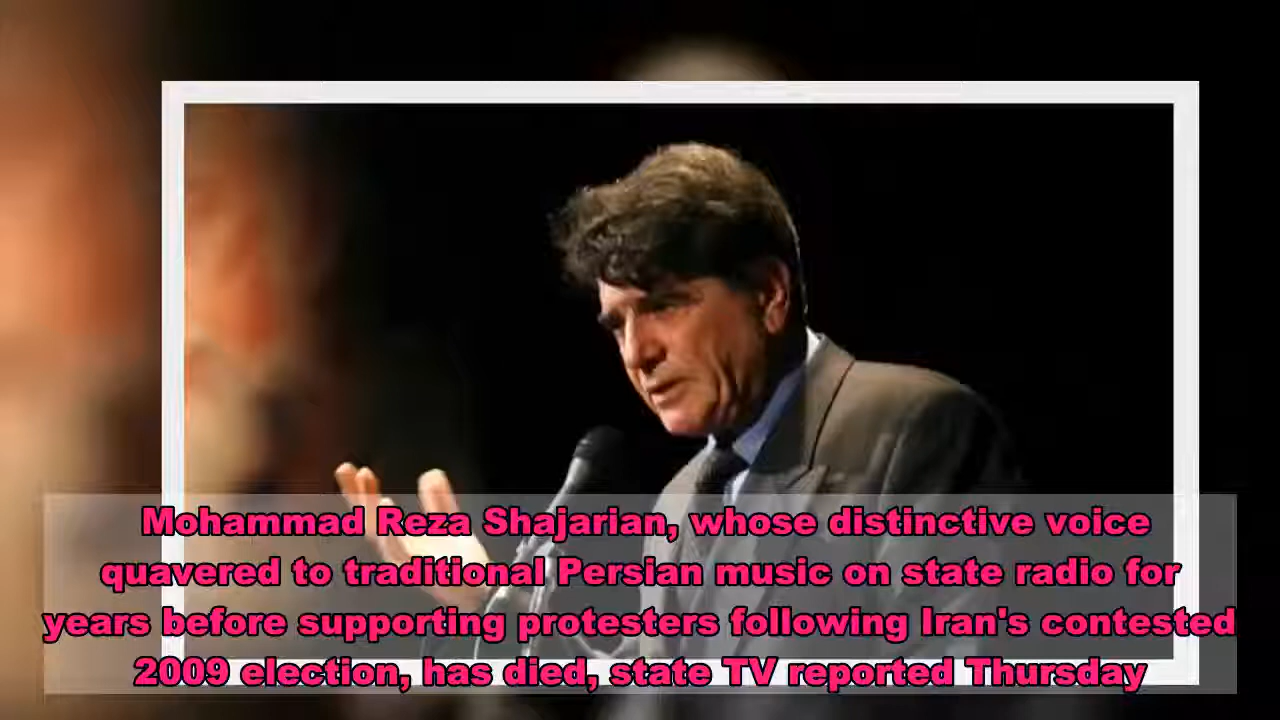 Mohammad Reza Shajarian, whose distinctive voice
quavered to traditional Persian music on state radio for
years before supporting protesters following Iran's contested
2009 election, has died, state TV reported Thursday